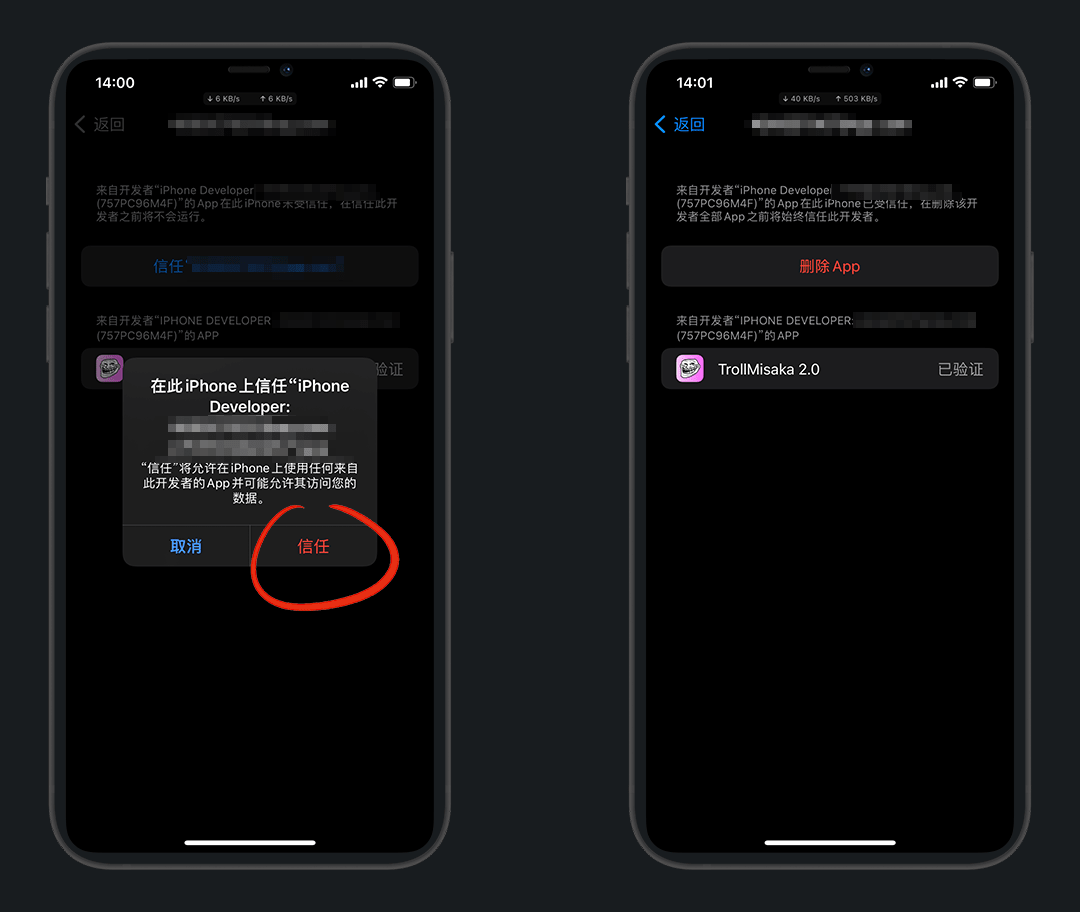 14:00
↓ 6 KB/s ↑ 6 KB/s
返回
来自开发者“iPhone Developer
(757PC96M4F)”的 App 在此 iPhone 未受信任，在信任此开
发者之前将不会运行。
信任“
来自开发者“IPHONE DEVELOPER
(757PC96M4F)”的 APP
验证
在此 iPhone 上信任“iPhone
Developer:
“信任”将允许在 iPhone 上使用任何来自
此开发者的 App 并可能允许其访问您的
数据。
取消
信任
14:01
↓ 40 KB/s ↑ 503 KB/s
返回
来自开发者“iPhone Developer
(757PC96M4F)”的 App 在此 iPhone 已受信任，在删除该开
发者全部 App 之前将始终信任此开发者。
删除 App
来自开发者“IPHONE DEVELOPER:
(757PC96M4F)”的 APP
TrollMisaka 2.0
已验证